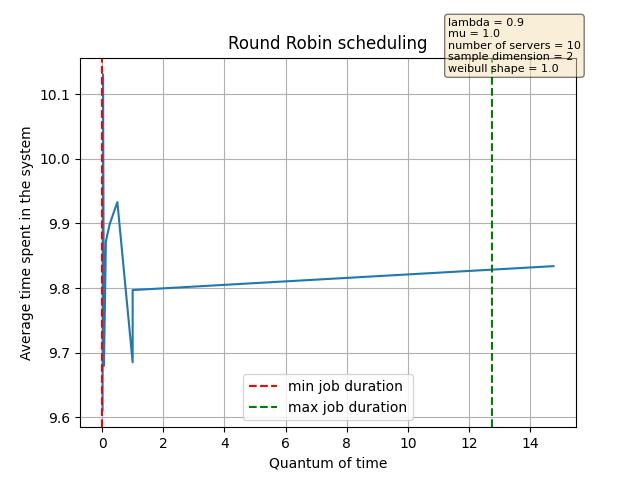 Round Robin scheduling
lambda = 0.9
mu = 1.0
number of servers = 10
sample dimension = 2
weibull shape = 1.0
Average time spent in the system
10.1
10.0
9.9
9.8
9.7
9.6
min job duration
max job duration
0 2 4 6 8 10 12 14
Quantum of time